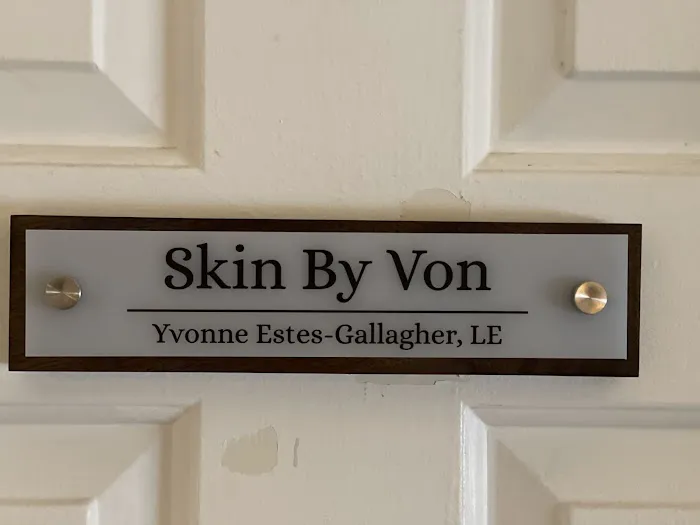 Skin By Von
Yvonne Estes-Gallagher, LE